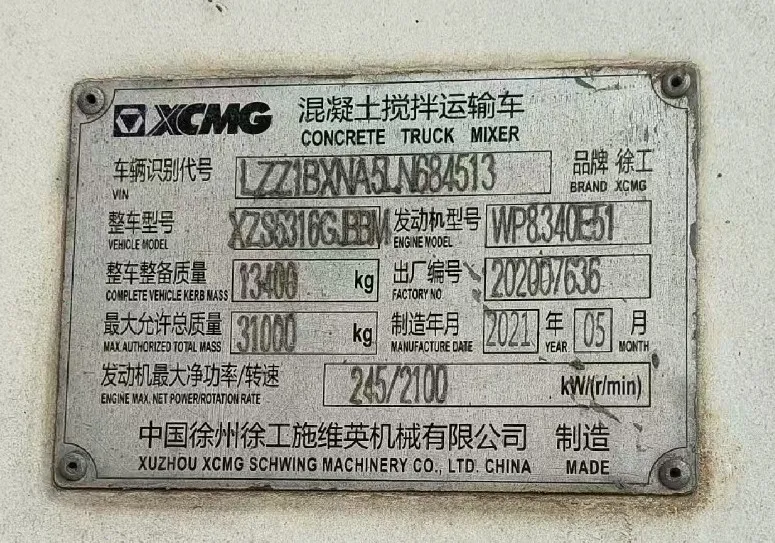 XCMG 混凝土搅拌运输车
CONCRETE TRUCK MIXER
车辆识别代号 LZZ1BXNA5LN684513 品牌 徐工
VIN BRAND XCMG
整车型号 XZS5316GJBBM 发动机型号 WP8.340E51
VEHICLE MODEL ENGINE MODEL
整车整备质量 13400 kg 出厂编号 2020D7636
COMPLETE VEHICLE KERB MASS FACTORY NO.
最大允许总质量 31000 kg 制造年月 2021 年 05 月
MAX. AUTHORIZED TOTAL MASS MANUFACTURE DATE YEAR MONTH
发动机最大净功率/转速 245/2100 kW/(r/min)
ENGINE MAX. NET POWER/ROTATION RATE
中国徐州徐工施维英机械有限公司 制造
XUZHOU XCMG SCHWING MACHINERY CO., LTD. CHINA MADE